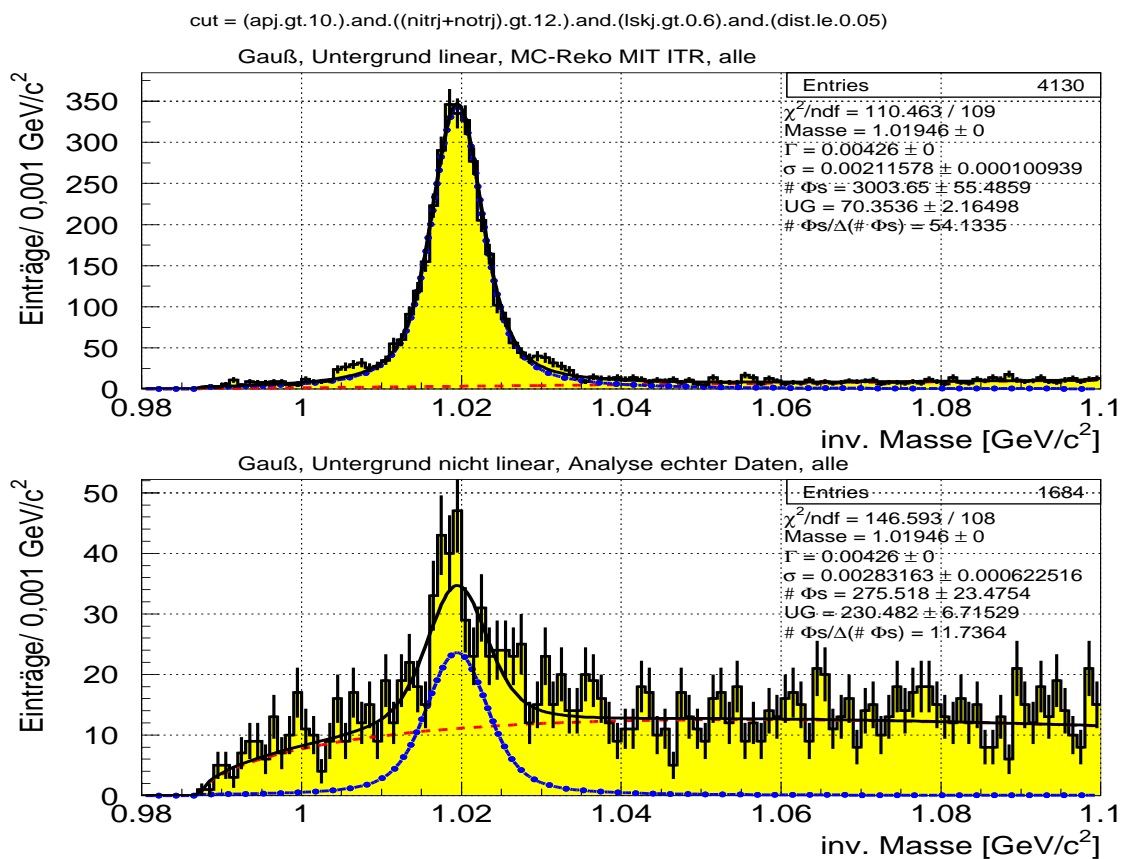 cut = (apj.gt.10.).and.((nitrj+notrj).gt.12.).and.(lskj.gt.0.6).and.(dist.le.0.05)
Gauß, Untergrund linear, MC-Reko MIT ITR, alle
Einträge/ 0,001 GeV/c²
350
300
250
200
150
100
50
0
Entries 4130
χ²/ndf = 110.463 / 109
Masse = 1.01946 ± 0
Γ = 0.00426 ± 0
σ = 0.00211578 ± 0.000100939
# Φs = 3003.65 ± 55.4859
UG = 70.3536 ± 2.16498
# Φs/Δ(# Φs) = 54.1335
0.98 1 1.02 1.04 1.06 1.08 1.1
inv. Masse [GeV/c²]
Gauß, Untergrund nicht linear, Analyse echter Daten, alle
Einträge/ 0,001 GeV/c²
50
40
30
20
10
0
Entries 1684
χ²/ndf = 146.593 / 108
Masse = 1.01946 ± 0
Γ = 0.00426 ± 0
σ = 0.00283163 ± 0.000622516
# Φs = 275.518 ± 23.4754
UG = 230.482 ± 6.71529
# Φs/Δ(# Φs) = 11.7364
0.98 1 1.02 1.04 1.06 1.08 1.1
inv. Masse [GeV/c²]